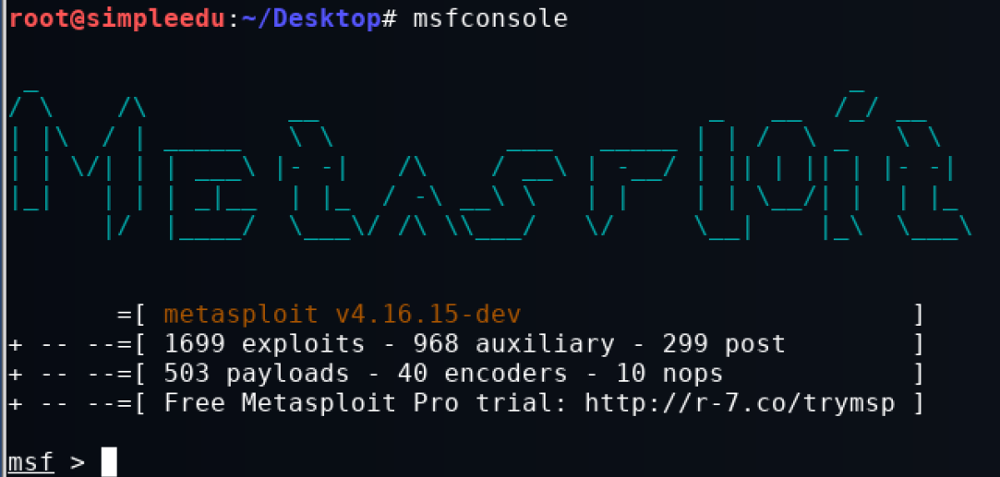 root@simpleedu:~/Desktop# msfconsole
Metasploit
=[ metasploit v4.16.15-dev ]
+ -- --=[ 1699 exploits - 968 auxiliary - 299 post ]
+ -- --=[ 503 payloads - 40 encoders - 10 nops ]
+ -- --=[ Free Metasploit Pro trial: http://r-7.co/trymsp ]
msf >